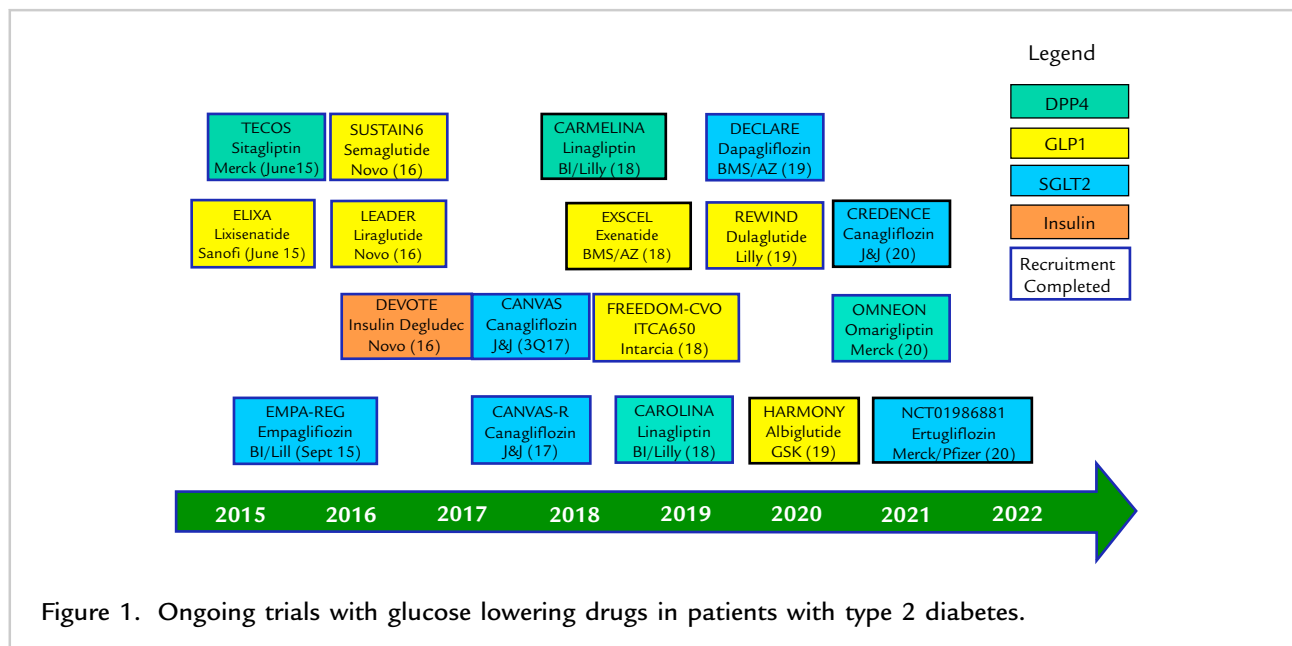 Legend
DPP4
GLP1
SGLT2
Insulin
Recruitment
Completed
TECOS
Sitagliptin
Merck (June15)
SUSTAIN6
Semaglutide
Novo (16)
CARMELINA
Linagliptin
BI/Lilly (18)
DECLARE
Dapagliflozin
BMS/AZ (19)
ELIXA
Lixisenatide
Sanofi (June 15)
LEADER
Liraglutide
Novo (16)
EXSCEL
Exenatide
BMS/AZ (18)
REWIND
Dulaglutide
Lilly (19)
CREDENCE
Canagliflozin
J&J (20)
DEVOTE
Insulin Degludec
Novo (16)
CANVAS
Canagliflozin
J&J (3Q17)
FREEDOM-CVO
ITCA650
Intarcia (18)
OMNEON
Omarigliptin
Merck (20)
EMPA-REG
Empaglifiozin
BI/Lill (Sept 15)
CANVAS-R
Canagliflozin
J&J (17)
CAROLINA
Linagliptin
BI/Lilly (18)
HARMONY
Albiglutide
GSK (19)
NCT01986881
Ertugliflozin
Merck/Pfizer (20)
2015 2016 2017 2018 2019 2020 2021 2022
Figure 1. Ongoing trials with glucose lowering drugs in patients with type 2 diabetes.